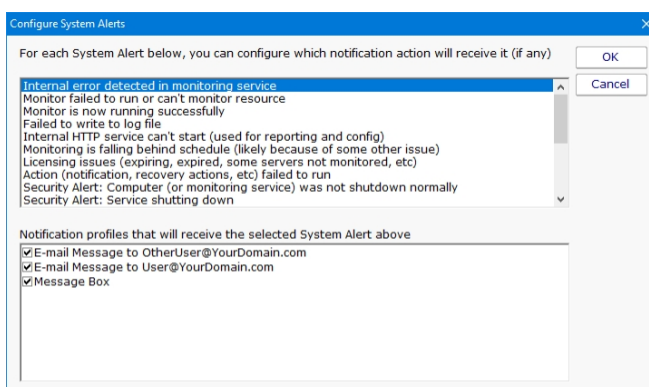 Configure System Alerts
For each System Alert below, you can configure which notification action will receive it (if any)
OK
Cancel
Internal error detected in monitoring service
Monitor failed to run or can't monitor resource
Monitor is now running successfully
Failed to write to log file
Internal HTTP service can't start (used for reporting and config)
Monitoring is falling behind schedule (likely because of some other issue)
Licensing issues (expiring, expired, some servers not monitored, etc)
Action (notification, recovery actions, etc) failed to run
Security Alert: Computer (or monitoring service) was not shutdown normally
Security Alert: Service shutting down
Notification profiles that will receive the selected System Alert above
E-mail Message to OtherUser@YourDomain.com
E-mail Message to User@YourDomain.com
Message Box